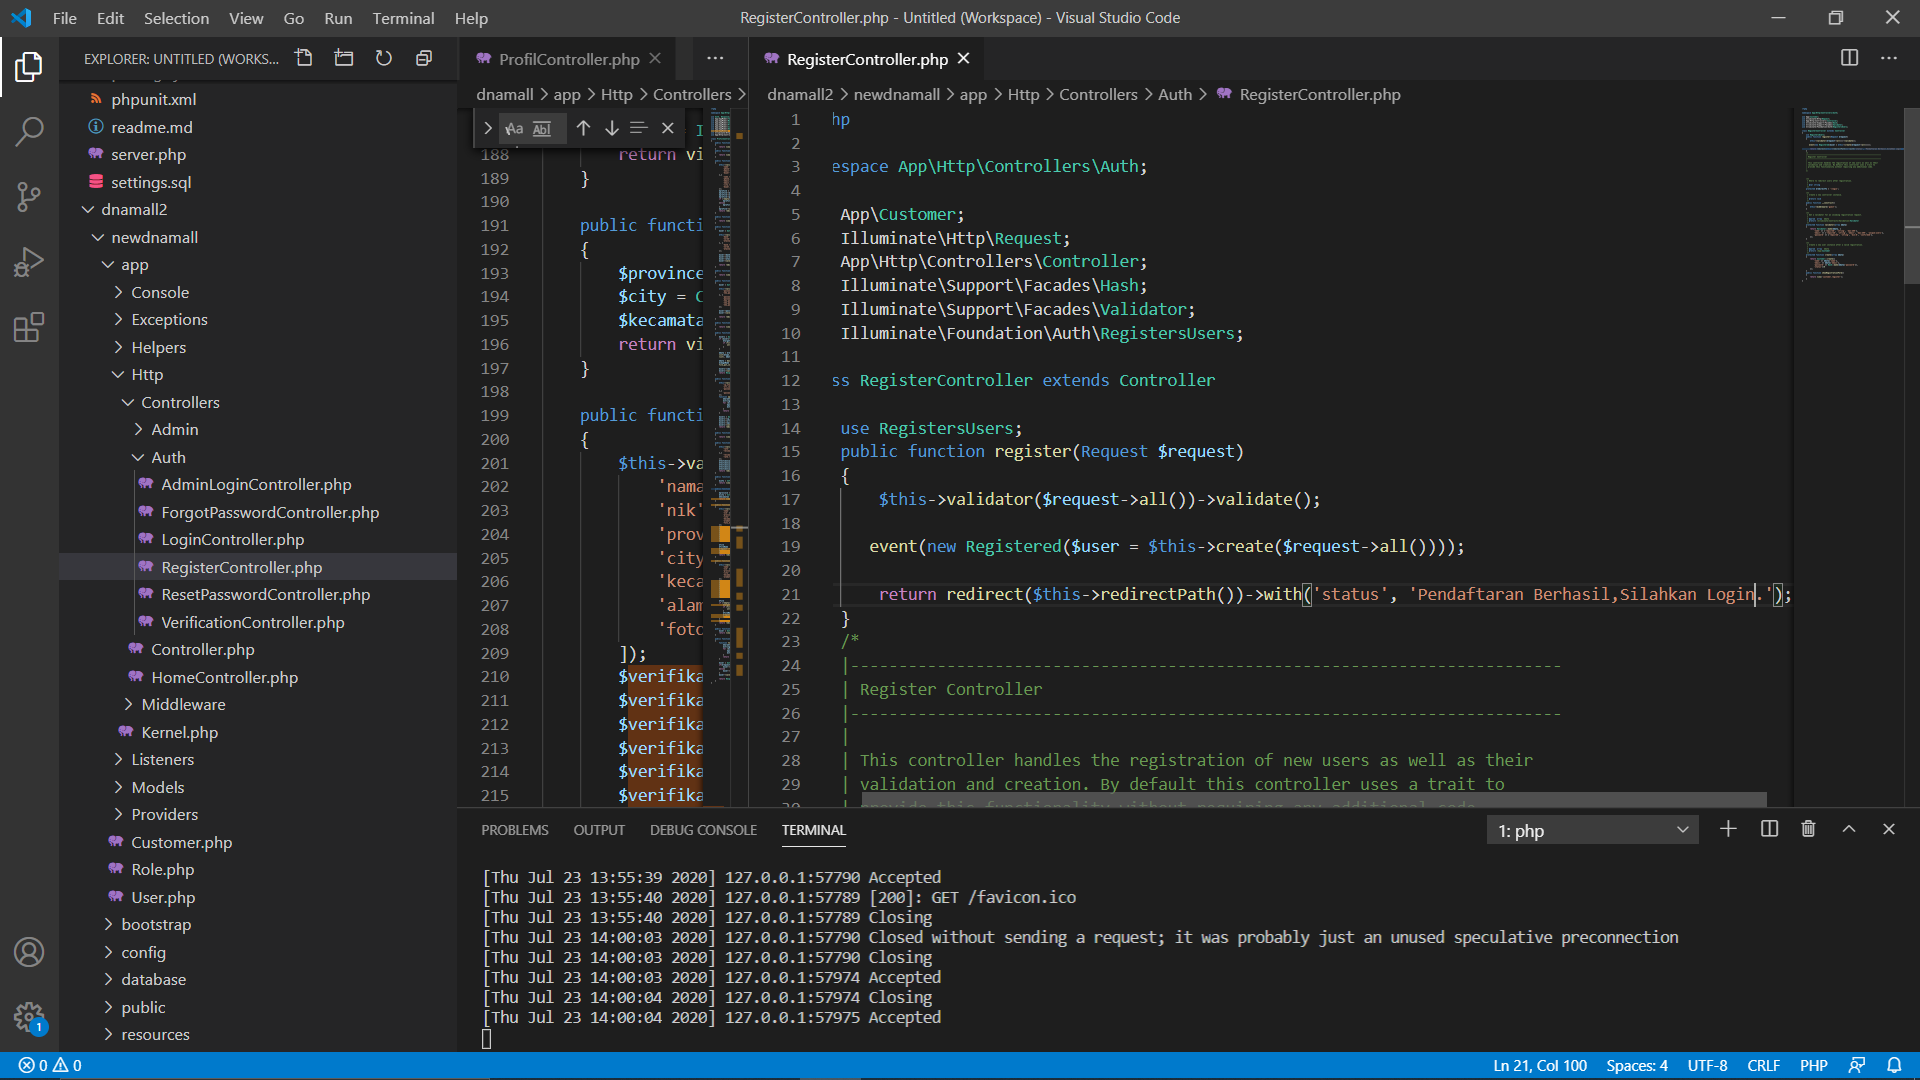 File Edit Selection View Go Run Terminal Help
RegisterController.php - Untitled (Workspace) - Visual Studio Code
EXPLORER: UNTITLED (WORKS...
phpunit.xml
readme.md
server.php
settings.sql
dnamall2
newdnamall
app
Console
Exceptions
Helpers
Http
Controllers
Admin
Auth
AdminLoginController.php
ForgotPasswordController.php
LoginController.php
RegisterController.php
ResetPasswordController.php
VerificationController.php
Controller.php
HomeController.php
Middleware
Kernel.php
Listeners
Models
Providers
Customer.php
Role.php
User.php
bootstrap
config
database
public
resources
1
ProfilController.php
dnamall > app > Http > Controllers >
Aa Abl
188 return vi
189 }
190
191 public functi
192 {
193 $province
194 $city = C
195 $kecamata
196 return vi
197 }
198
199 public functi
200 {
201 $this->va
202 'nama
203 'nik'
204 'prov
205 'city
206 'keca
207 'alam
208 'foto
209 ]);
210 $verifika
211 $verifika
212 $verifika
213 $verifika
214 $verifika
215 $verifika
RegisterController.php
dnamall2 > newdnamall > app > Http > Controllers > Auth > RegisterController.php
1 hp
2
3 espace App\Http\Controllers\Auth;
4
5 App\Customer;
6 Illuminate\Http\Request;
7 App\Http\Controllers\Controller;
8 Illuminate\Support\Facades\Hash;
9 Illuminate\Support\Facades\Validator;
10 Illuminate\Foundation\Auth\RegistersUsers;
11
12 ss RegisterController extends Controller
13
14 use RegistersUsers;
15 public function register(Request $request)
16 {
17 $this->validator($request->all())->validate();
18
19 event(new Registered($user = $this->create($request->all())));
20
21 return redirect($this->redirectPath())->with('status', 'Pendaftaran Berhasil,Silahkan Login.');
22 }
23 /*
24 |--------------------------------------------------------------------------
25 | Register Controller
26 |--------------------------------------------------------------------------
27 |
28 | This controller handles the registration of new users as well as their
29 | validation and creation. By default this controller uses a trait to
30 | provide this functionality without requiring any additional code.
PROBLEMS OUTPUT DEBUG CONSOLE TERMINAL
1: php
[Thu Jul 23 13:55:39 2020] 127.0.0.1:57790 Accepted
[Thu Jul 23 13:55:40 2020] 127.0.0.1:57789 [200]: GET /favicon.ico
[Thu Jul 23 13:55:40 2020] 127.0.0.1:57789 Closing
[Thu Jul 23 14:00:03 2020] 127.0.0.1:57790 Closed without sending a request; it was probably just an unused speculative preconnection
[Thu Jul 23 14:00:03 2020] 127.0.0.1:57790 Closing
[Thu Jul 23 14:00:03 2020] 127.0.0.1:57974 Accepted
[Thu Jul 23 14:00:04 2020] 127.0.0.1:57974 Closing
[Thu Jul 23 14:00:04 2020] 127.0.0.1:57975 Accepted
0 0
Ln 21, Col 100 Spaces: 4 UTF-8 CRLF PHP